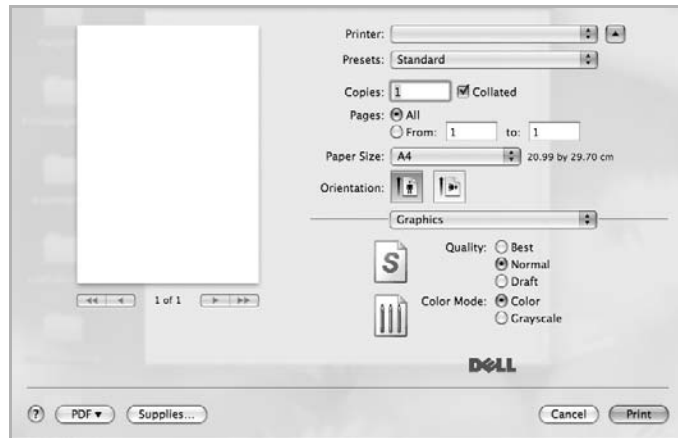 Printer:
Presets: Standard
Copies: 1 Collated
Pages: All
From: 1 to: 1
Paper Size: A4 20.99 by 29.70 cm
Orientation:
Graphics
S Quality: Best
Normal
Draft
1 of 1
Color Mode: Color
Grayscale
DELL
? PDF Supplies... Cancel Print